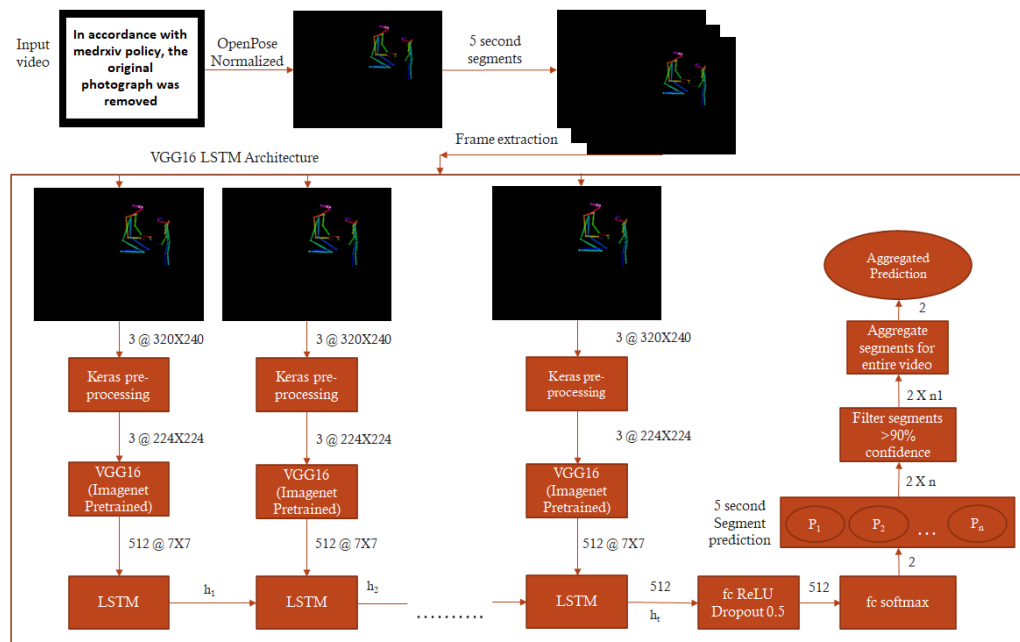 Input
video
In accordance with
medrxiv policy, the
original
photograph was
removed
OpenPose
Normalized
5 second
segments
Frame extraction
VGG16 LSTM Architecture
3 @ 320X240
3 @ 320X240
3 @ 320X240
Keras pre-
processing
Keras pre-
processing
Keras pre-
processing
3 @ 224X224
3 @ 224X224
3 @ 224X224
VGG16
(Imagenet
Pretrained)
VGG16
(Imagenet
Pretrained)
VGG16
(Imagenet
Pretrained)
512 @ 7X7
512 @ 7X7
512 @ 7X7
LSTM
h₁
LSTM
h₂
..........
LSTM
512
hₜ
fc ReLU
Dropout 0.5
512
fc softmax
2
5 second
Segment
prediction
P₁
P₂
...
Pₙ
2 X n
Filter segments
>90%
confidence
2 X n1
Aggregate
segments for
entire video
2
Aggregated
Prediction